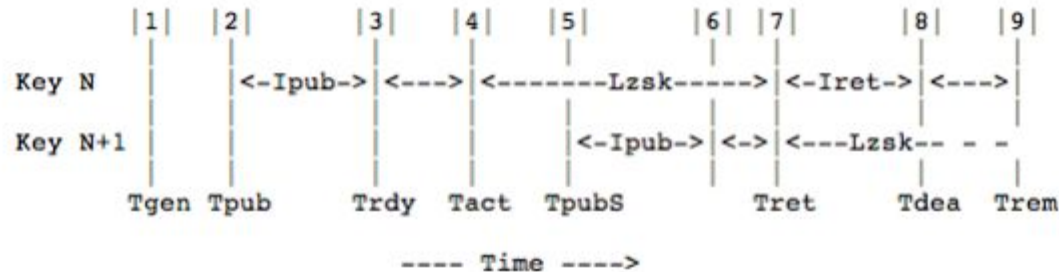 |1| |2| |3| |4| |5| |6| |7| |8| |9|
Key N | |<-Ipub->|<--->|<-------Lzsk----->|<-Iret->|<--->|
Key N+1 | | | | |<-Ipub->|<->|<---Lzsk-- - -
Tgen Tpub Trdy Tact TpubS Tret Tdea Trem
---- Time ---->